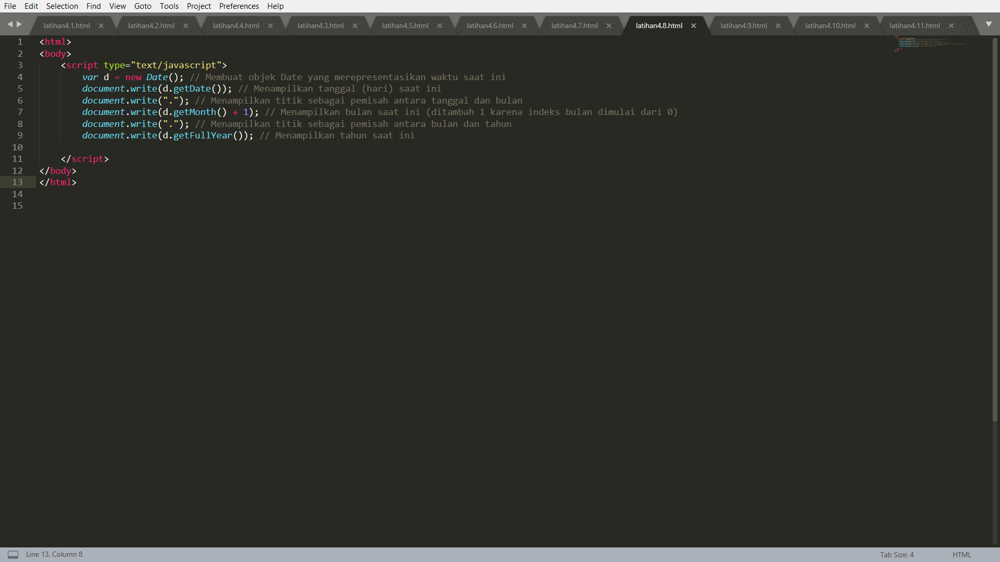 File Edit Selection Find View Goto Tools Project Preferences Help
latihan4.1.html latihan4.2.html latihan4.4.html latihan4.3.html latihan4.5.html latihan4.6.html latihan4.7.html latihan4.8.html latihan4.9.html latihan4.10.html latihan4.11.html
1 <html>
2 <body>
3     <script type="text/javascript">
4         var d = new Date(); // Membuat objek Date yang merepresentasikan waktu saat ini
5         document.write(d.getDate()); // Menampilkan tanggal (hari) saat ini
6         document.write("."); // Menampilkan titik sebagai pemisah antara tanggal dan bulan
7         document.write(d.getMonth() + 1); // Menampilkan bulan saat ini (ditambah 1 karena indeks bulan dimulai dari 0)
8         document.write("."); // Menampilkan titik sebagai pemisah antara bulan dan tahun
9         document.write(d.getFullYear()); // Menampilkan tahun saat ini
10
11     </script>
12 </body>
13 </html>
14
15
Line 13, Column 8 Tab Size: 4 HTML